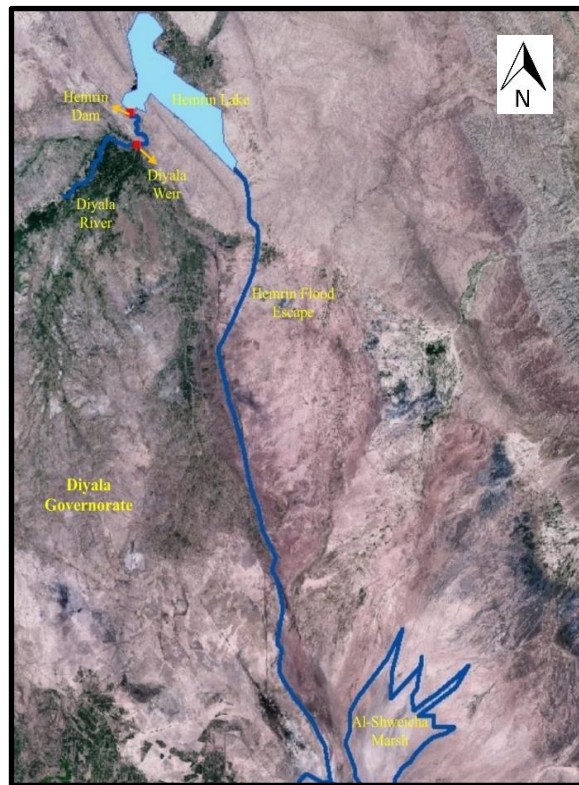 N
Hemrin
Dam
Hemrin Lake
Diyala
Weir
Diyala
River
Hemrin Flood
Escape
Diyala
Governorate
Al-Shweicha
Marsh